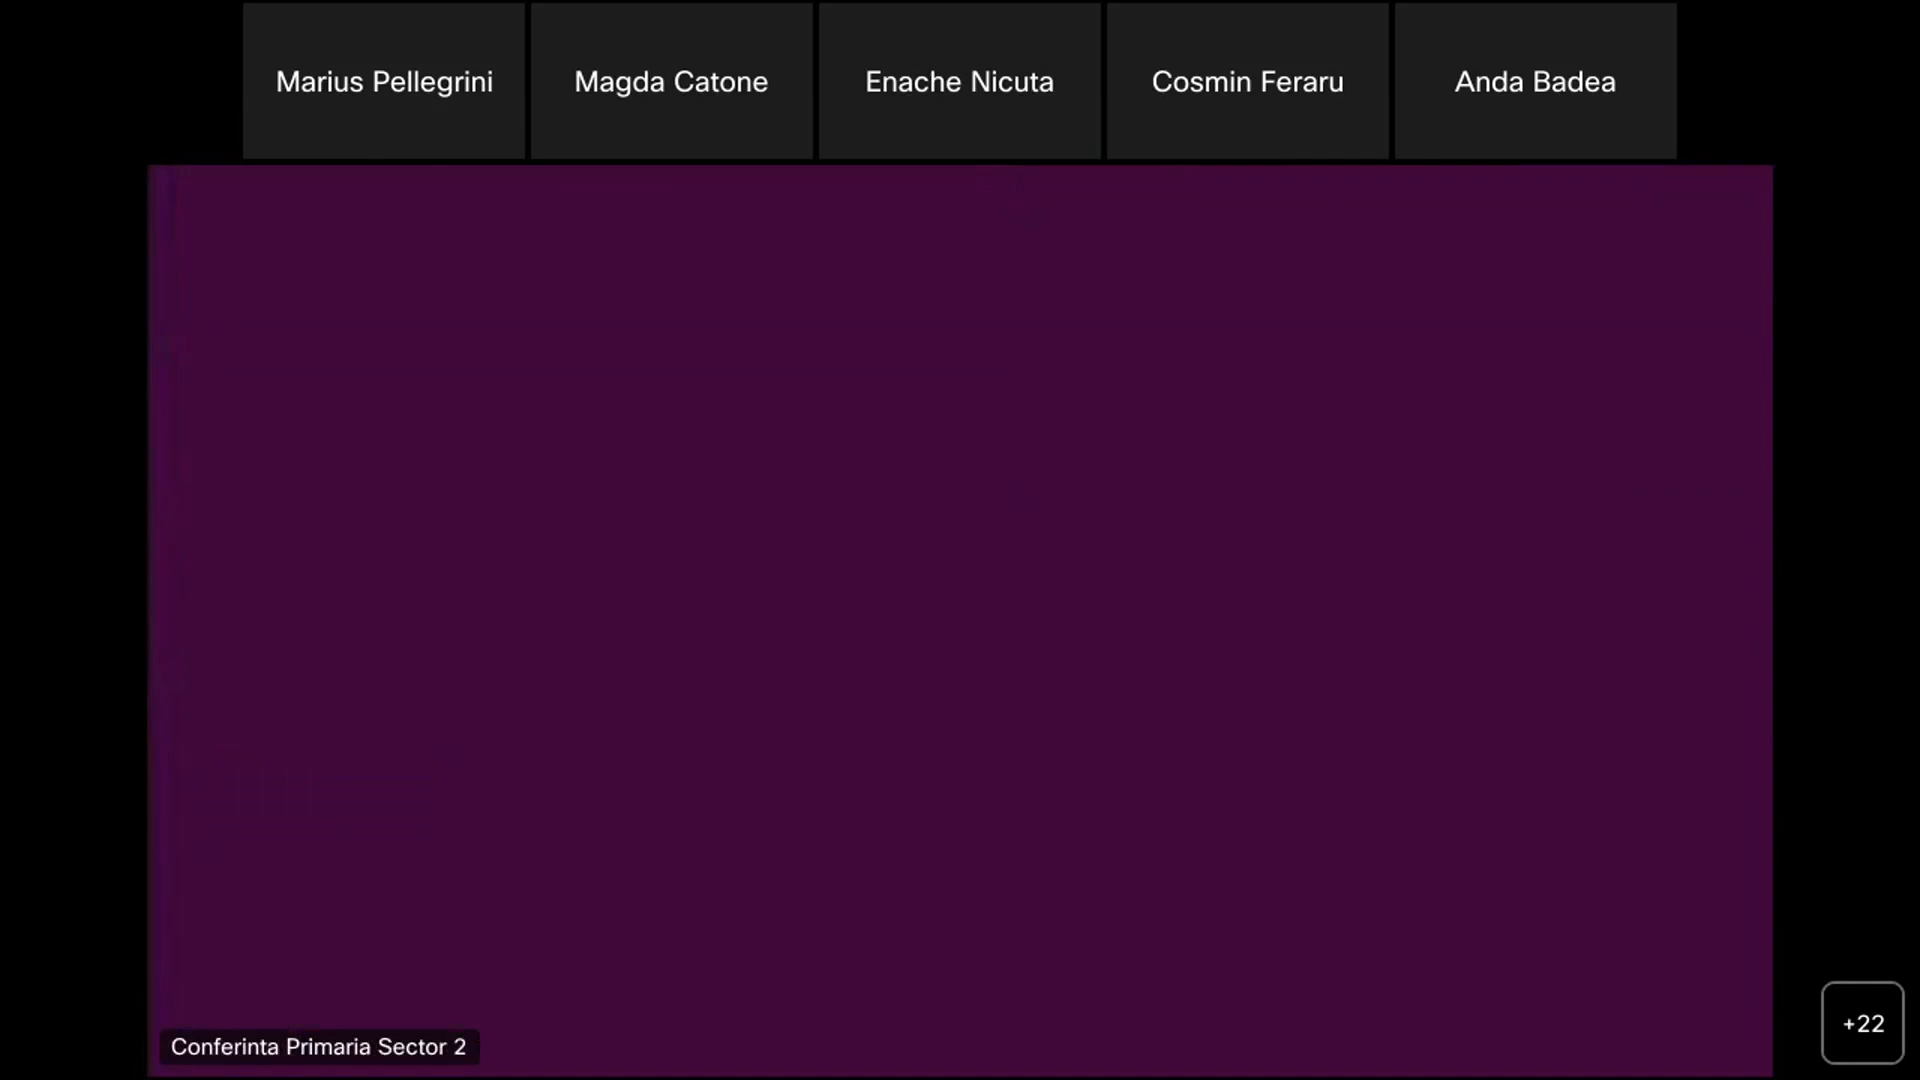 Marius Pellegrini
Magda Catone
Enache Nicuta
Cosmin Feraru
Anda Badea
Conferinta Primaria Sector 2
+22